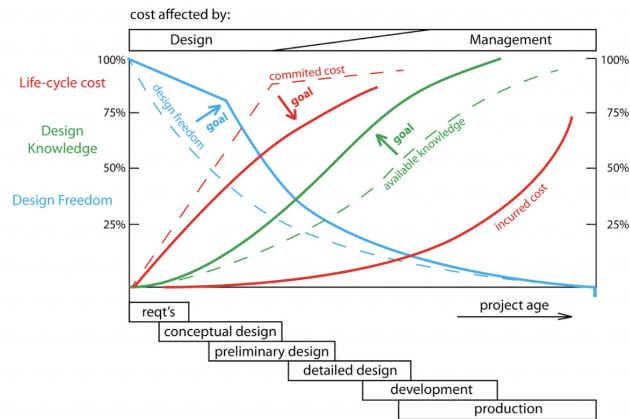 cost affected by:
Design
Management
100%
100%
Life-cycle cost
commited cost
design freedom
goal
goal
75%
75%
Design
Knowledge
goal
available knowledge
50%
50%
Design Freedom
incurred cost
25%
25%
reqt's
project age
conceptual design
preliminary design
detailed design
development
production